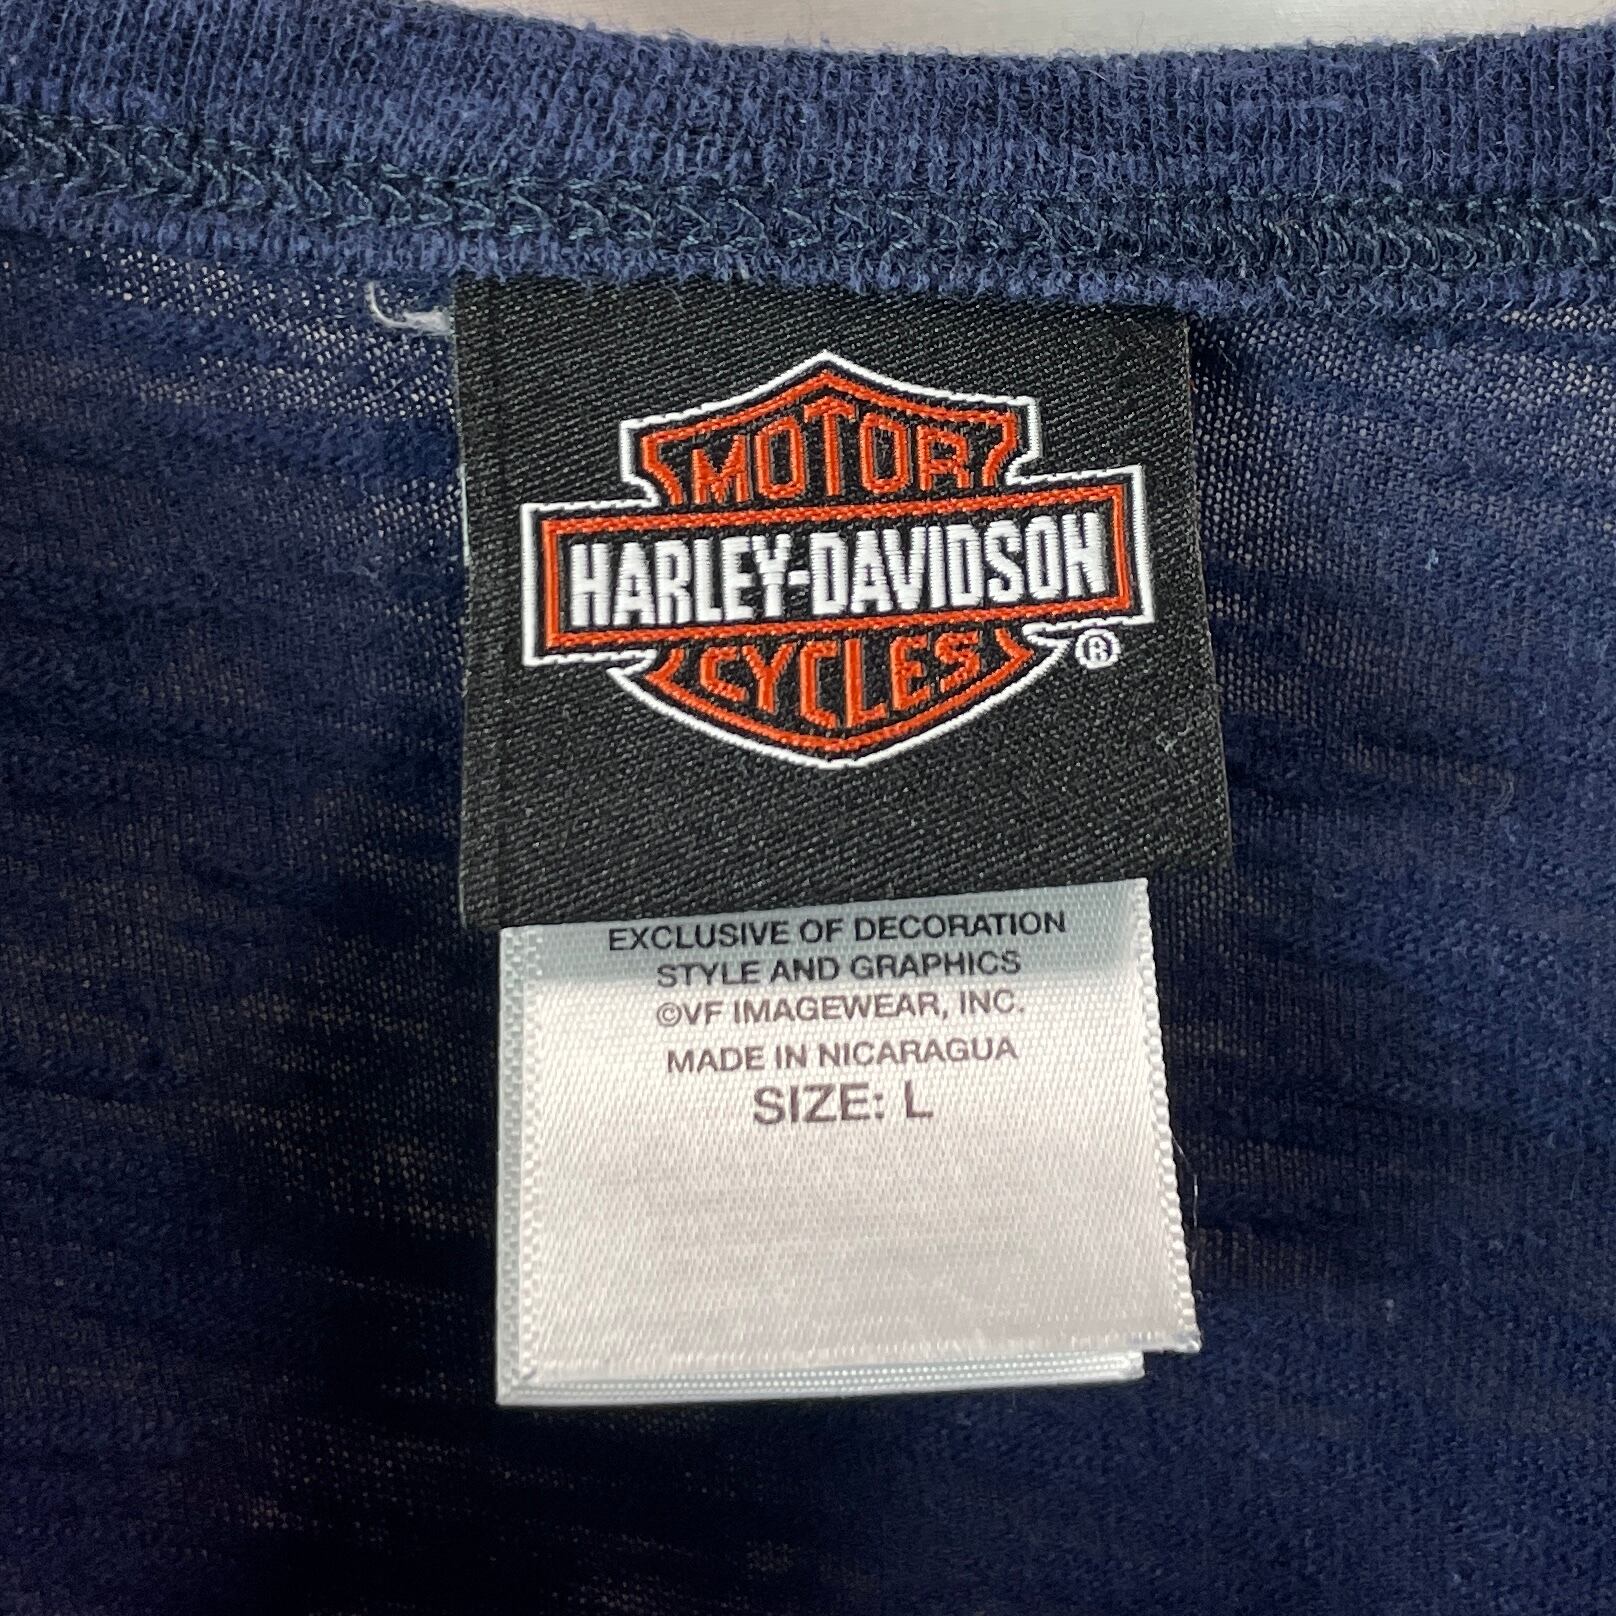 MOTOR
HARLEY-DAVIDSON
CYCLES
®
EXCLUSIVE OF DECORATION
STYLE AND GRAPHICS
©VF IMAGEWEAR, INC.
MADE IN NICARAGUA
SIZE: L